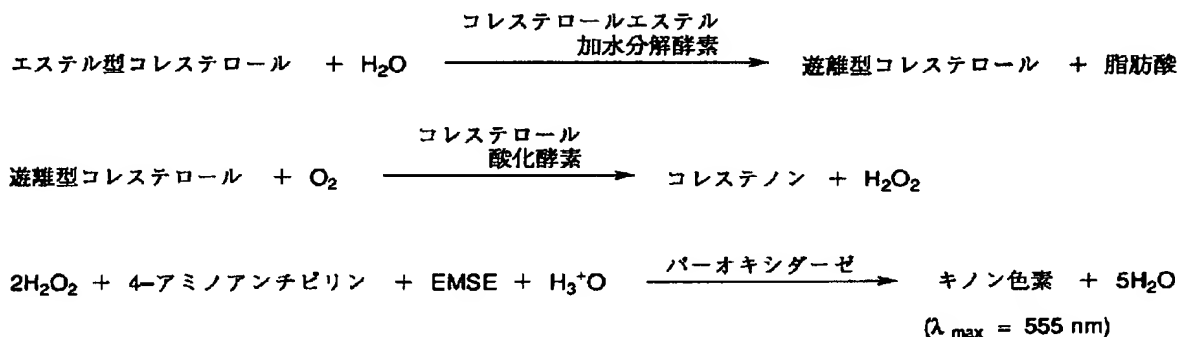 コレステロールエステル
加水分解酵素
エステル型コレステロール + H₂O → 遊離型コレステロール + 脂肪酸
コレステロール
酸化酵素
遊離型コレステロール + O₂ → コレステノン + H₂O₂
パーオキシダーゼ
2H₂O₂ + 4-アミノアンチピリン + EMSE + H₃⁺O → キノン色素 + 5H₂O
(λ max = 555 nm)